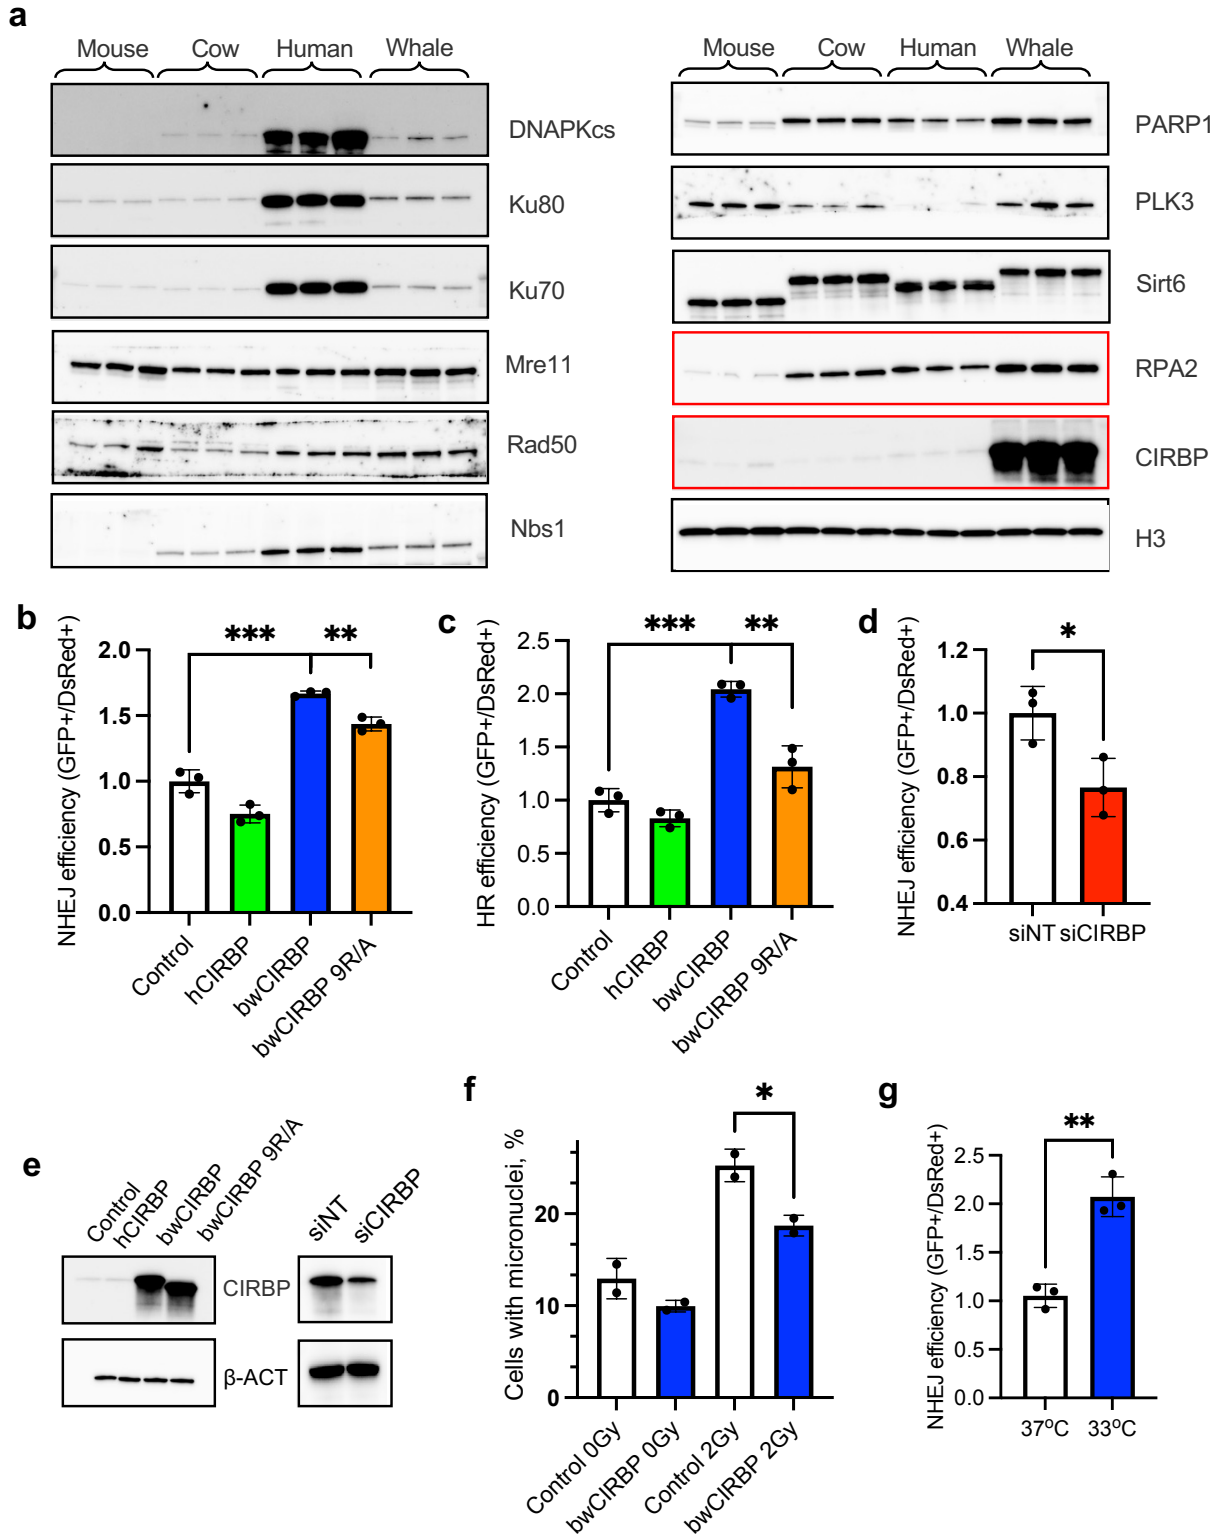 a
Mouse Cow Human Whale
DNAPKcs
Ku80
Ku70
Mre11
Rad50
Nbs1
Mouse Cow Human Whale
PARP1
PLK3
Sirt6
RPA2
CIRBP
H3
b
NHEJ efficiency (GFP+/DsRed+)
2.0
1.5
1.0
0.5
0.0
*** **
Control
hCIRBP
bwCIRBP
bwCIRBP 9R/A
c
HR efficiency (GFP+/DsRed+)
2.5
2.0
1.5
1.0
0.5
0.0
*** **
Control
hCIRBP
bwCIRBP
bwCIRBP 9R/A
d
NHEJ efficiency (GFP+/DsRed+)
1.2
1.0
0.8
0.6
0.4
*
siNT siCIRBP
e
Control
hCIRBP
bwCIRBP
bwCIRBP 9R/A
siNT
siCIRBP
CIRBP
β-ACT
f
Cells with micronuclei, %
20
10
0
*
Control 0Gy
bwCIRBP 0Gy
Control 2Gy
bwCIRBP 2Gy
g
NHEJ efficiency (GFP+/DsRed+)
2.5
2.0
1.5
1.0
0.5
0.0
**
37ºC 33ºC